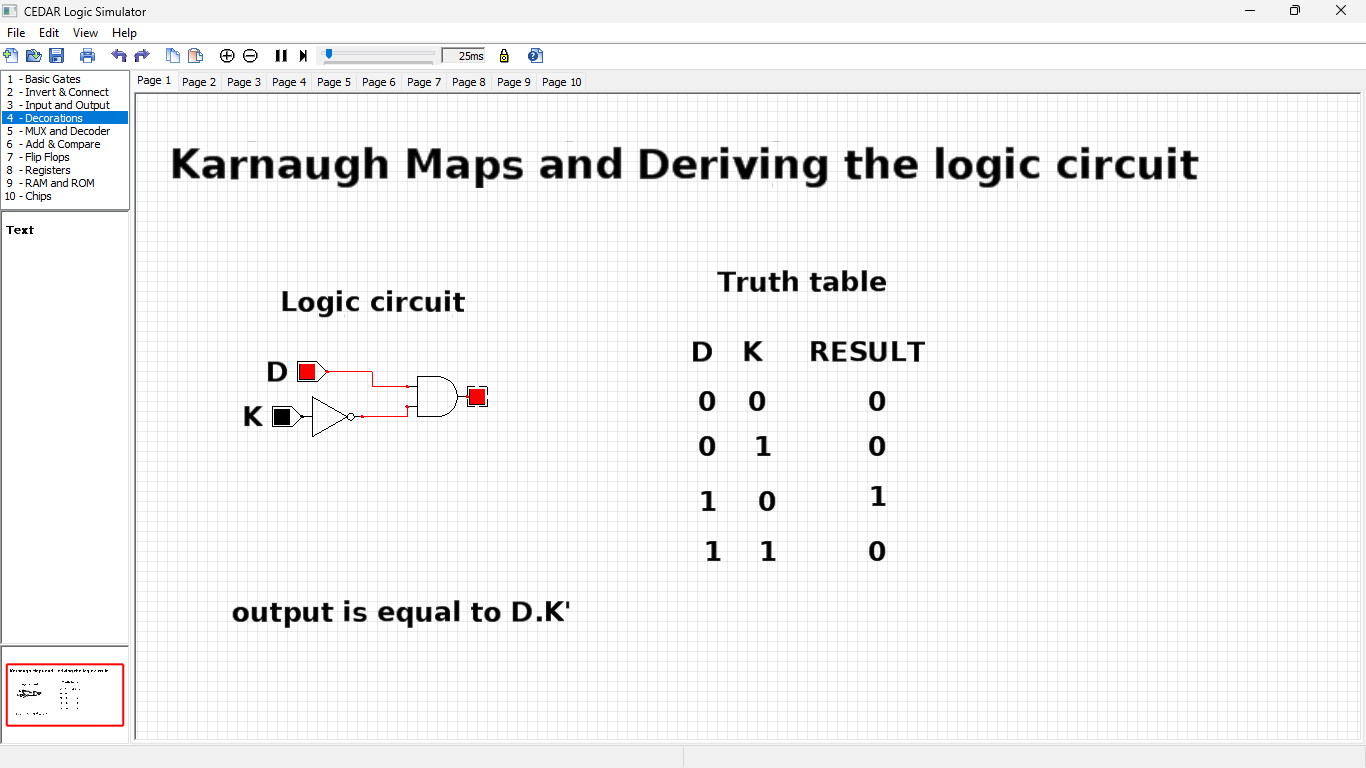 CEDAR Logic Simulator
File Edit View Help
25ms
1 - Basic Gates
2 - Invert & Connect
3 - Input and Output
4 - Decorations
5 - MUX and Decoder
6 - Add & Compare
7 - Flip Flops
8 - Registers
9 - RAM and ROM
10 - Chips
Text
Page 1 Page 2 Page 3 Page 4 Page 5 Page 6 Page 7 Page 8 Page 9 Page 10
Karnaugh Maps and Deriving the logic circuit
Logic circuit
D
K
output is equal to D.K'
Truth table
D K RESULT
0 0 0
0 1 0
1 0 1
1 1 0